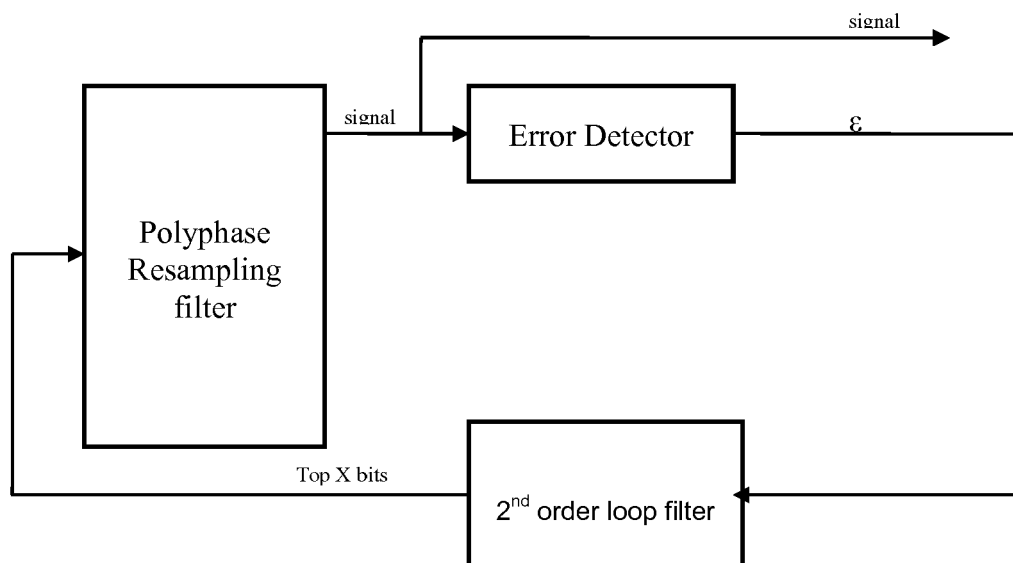 signal
signal
Error Detector
ε
Polyphase
Resampling
filter
Top X bits
2nd order loop filter